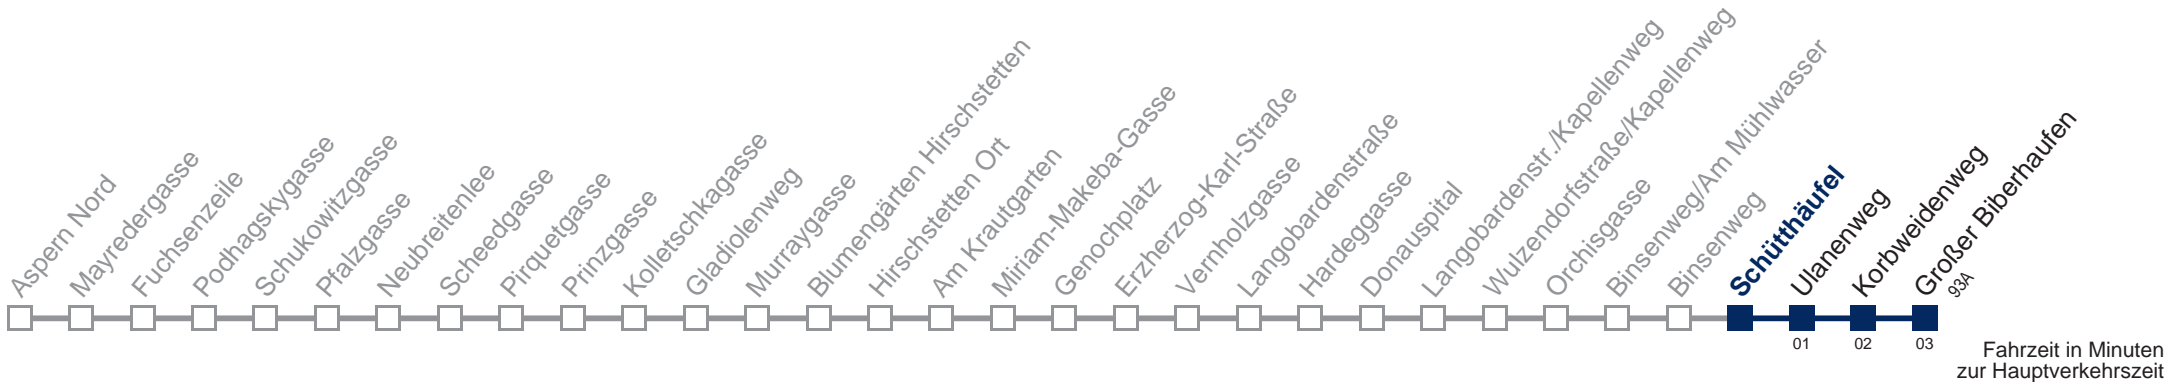 Aspern Nord
Mayredergasse
Fuchsenzeile
Podhagskygasse
Schukowitzgasse
Pfalzgasse
Neubreitenlee
Scheedgasse
Pirquetgasse
Prinzgasse
Kolletschkagasse
Gladiolenweg
Murraygasse
Blumengärten Hirschstetten
Hirschstetten Ort
Am Krautgarten
Miriam-Makeba-Gasse
Genochplatz
Erzherzog-Karl-Straße
Vernholzgasse
Langobardenstraße
Hardeggasse
Donauspital
Langobardenstr./Kapellenweg
Wulzendorfstraße/Kapellenweg
Orchisgasse
Binsenweg/Am Mühlwasser
Binsenweg
Schütthäufel
Ulanenweg
Korbweidenweg
Großer Biberhaufen
93A
01
02
03
Fahrzeit in Minuten
zur Hauptverkehrszeit